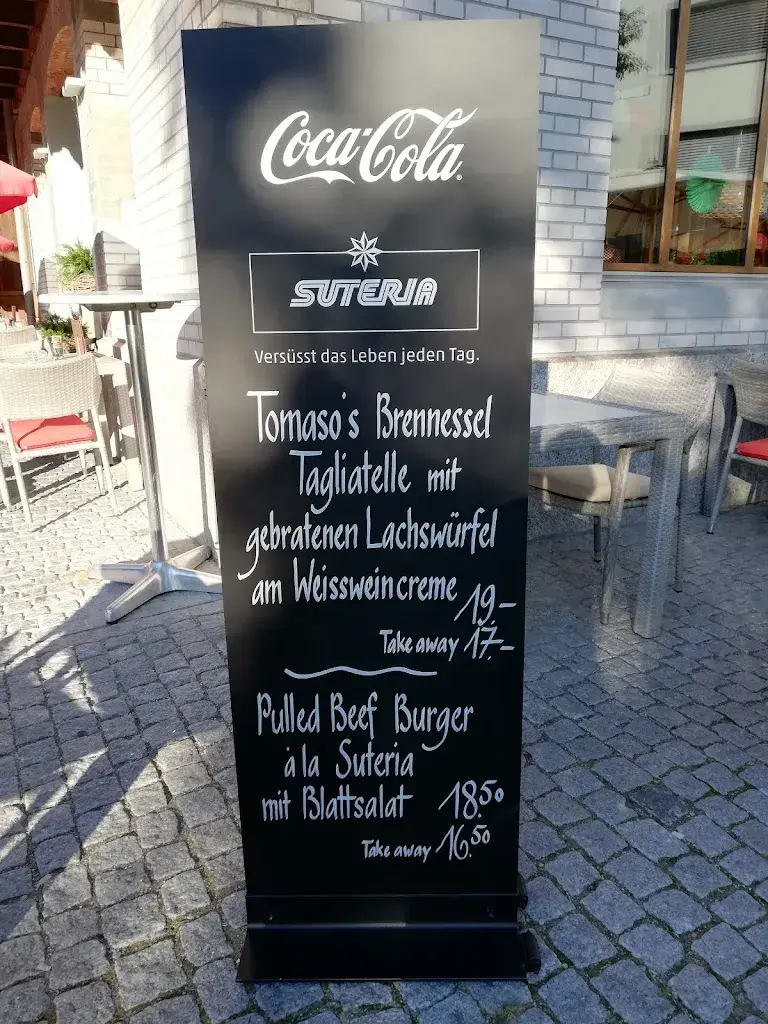 Coca-Cola
SUTERIA
Versüsst das Leben jeden Tag.
Tomaso's Brennessel
Tagliatelle mit
gebratenen Lachswürfel
am Weissweincreme 19.-
Take away 17.-
Pulled Beef Burger
à la Suteria
mit Blattsalat 18.50
Take away 16.50